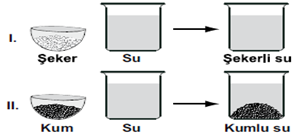 I.
Şeker Su Şekerli su
II.
Kum Su Kumlu su